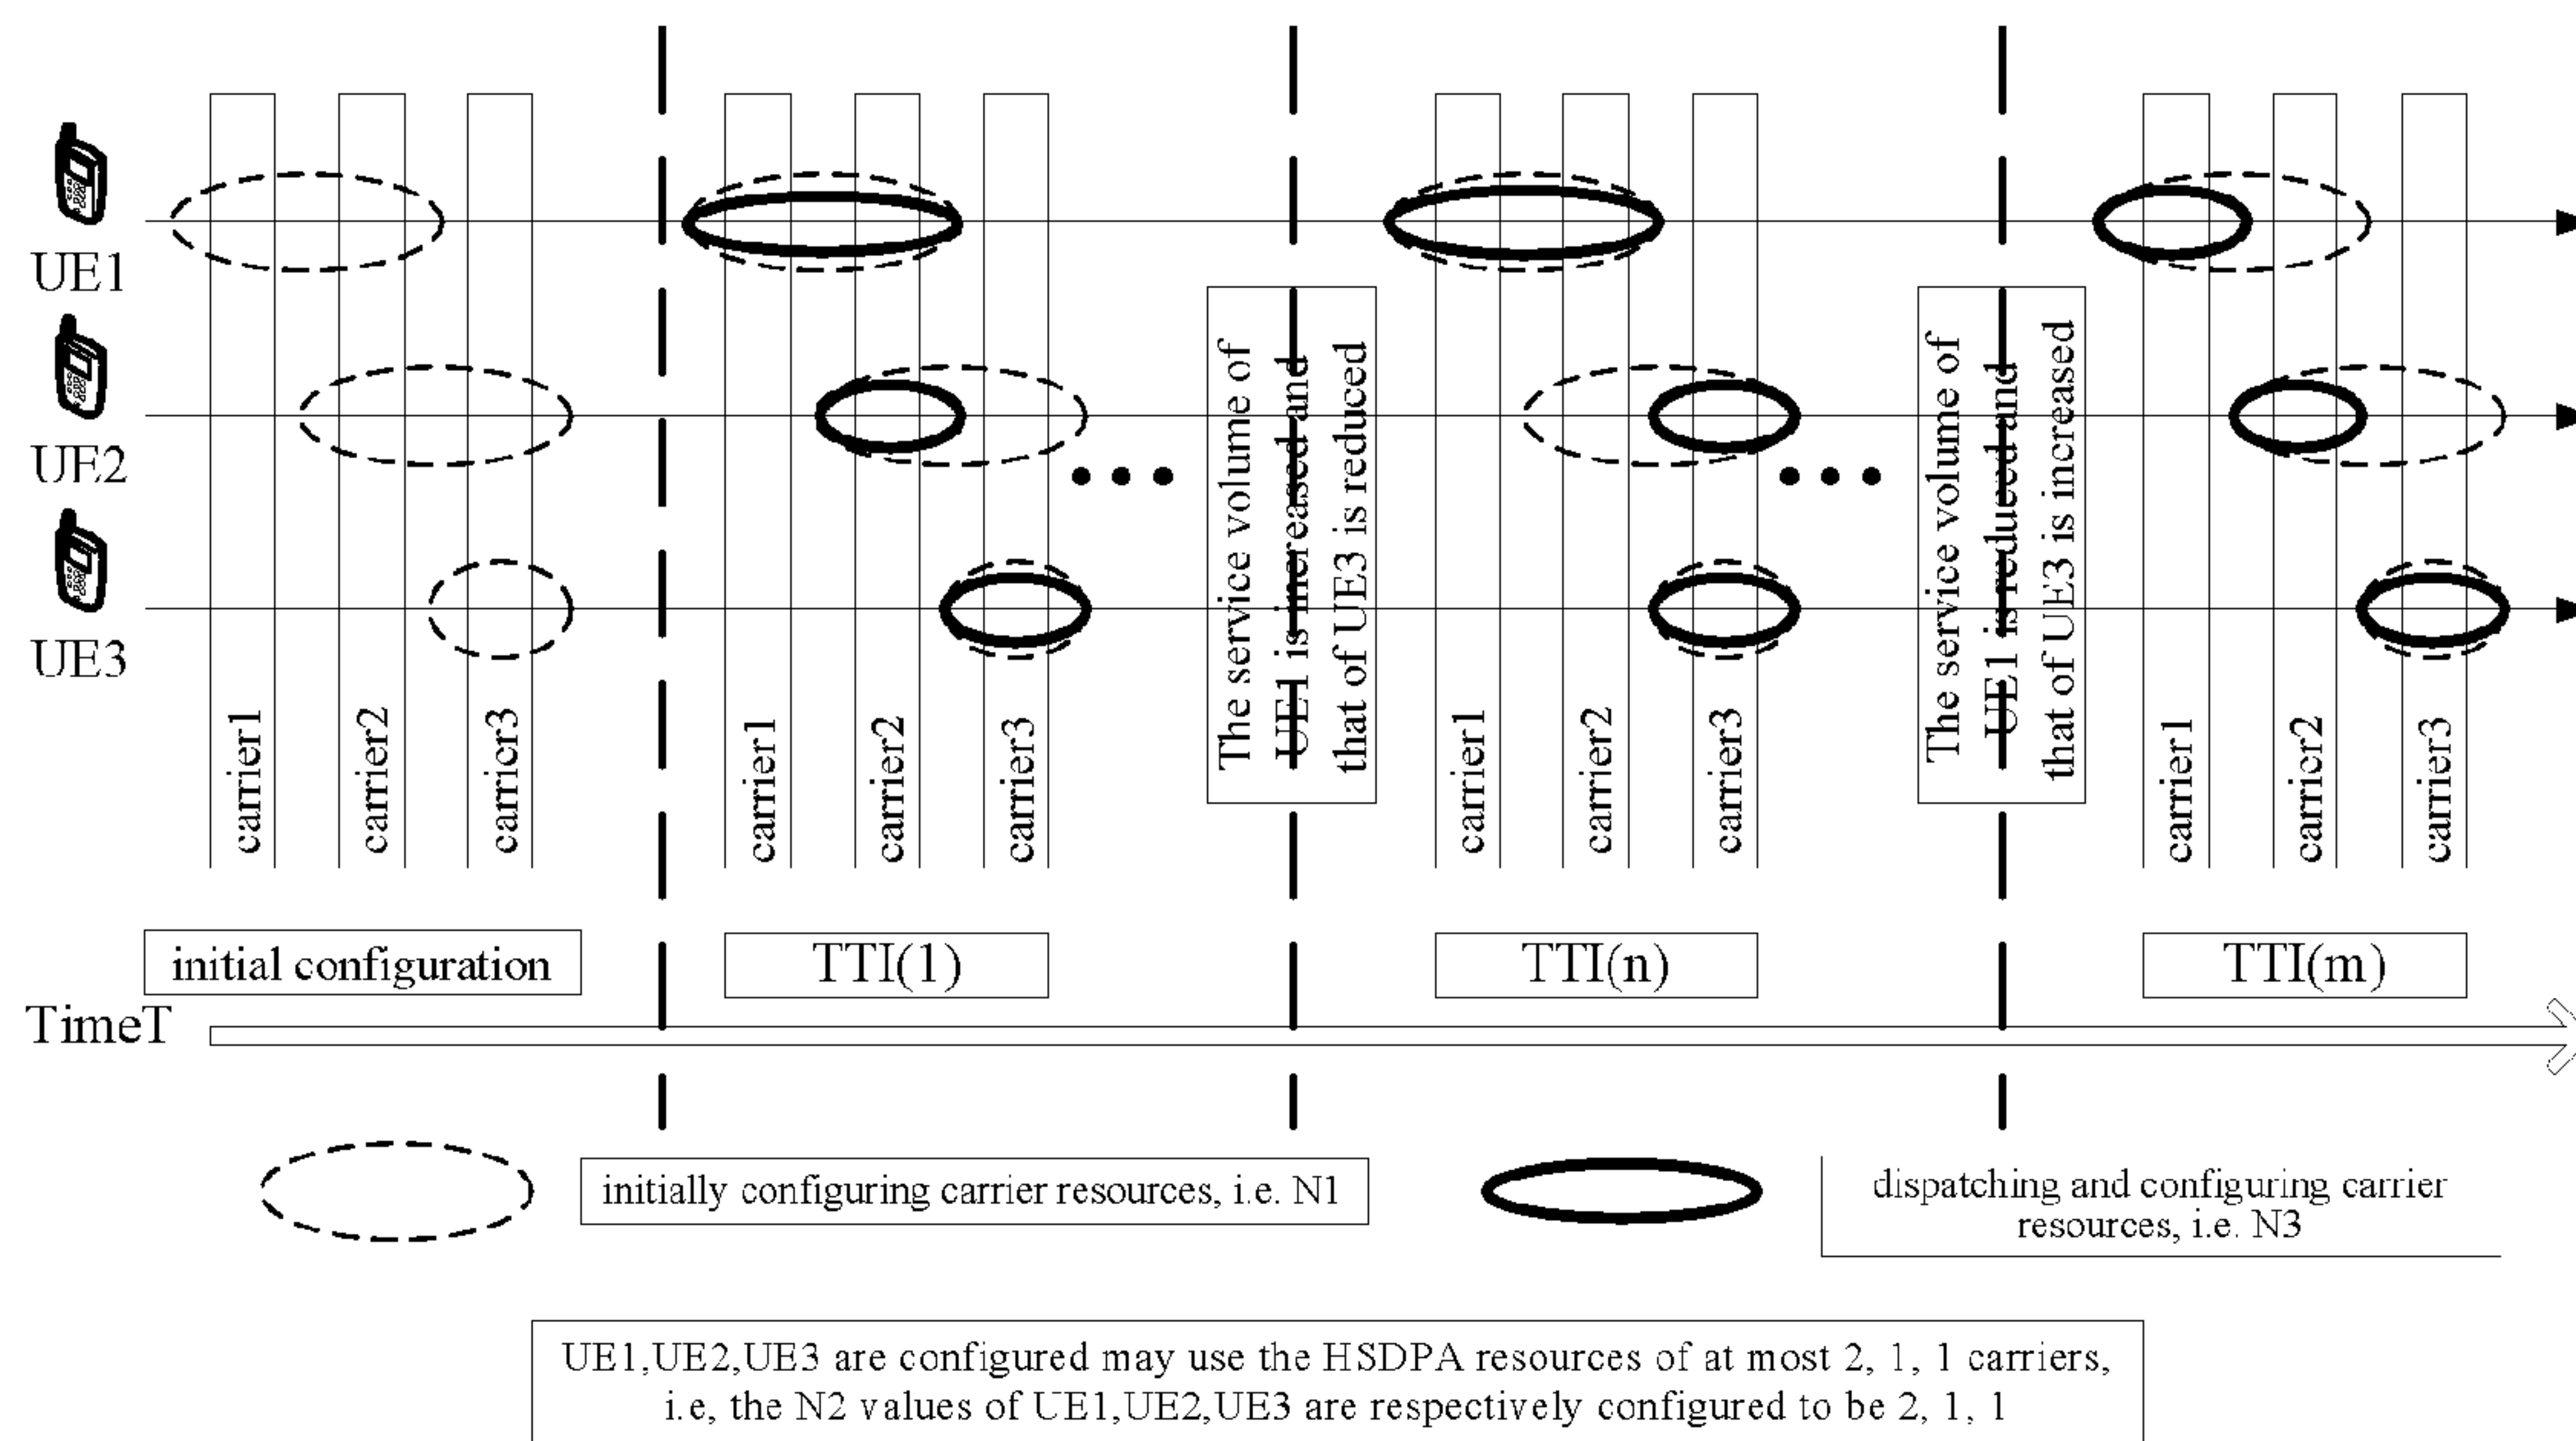 UE1
UE2
UE3
carrier1
carrier2
carrier3
carrier1
carrier2
carrier3
The service volume of
UE1 is increased and
that of UE3 is reduced
carrier1
carrier2
carrier3
The service volume of
UE1 is reduced and
that of UE3 is increased
carrier1
carrier2
carrier3
initial configuration
TTI(1)
TTI(n)
TTI(m)
TimeT
initially configuring carrier resources, i.e. N1
dispatching and configuring carrier
resources, i.e. N3
UE1,UE2,UE3 are configured may use the HSDPA resources of at most 2, 1, 1 carriers,
i.e, the N2 values of UE1,UE2,UE3 are respectively configured to be 2, 1, 1